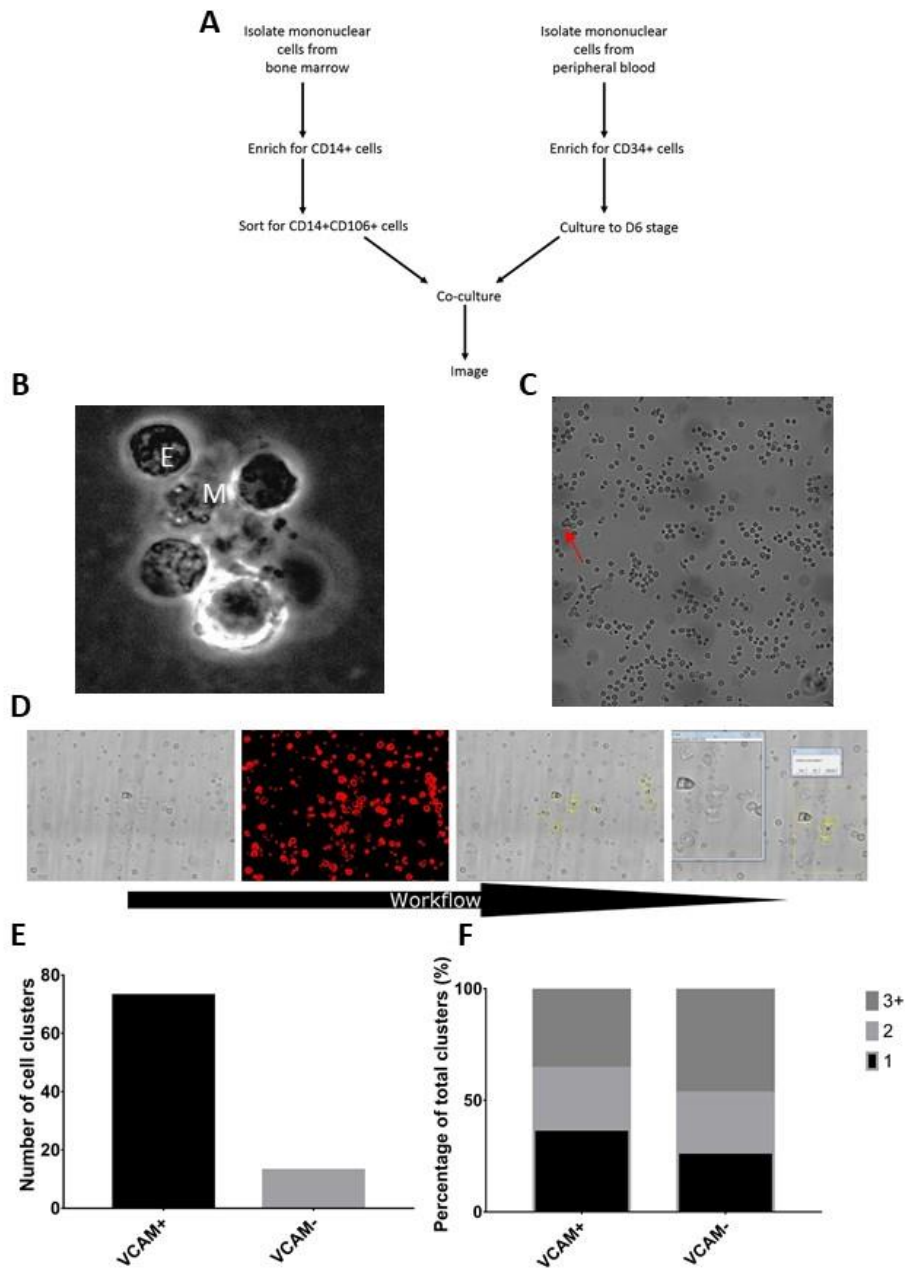 A
Isolate mononuclear
cells from
bone marrow
Isolate mononuclear
cells from
peripheral blood
Enrich for CD14+ cells
Enrich for CD34+ cells
Sort for CD14+CD106+ cells
Culture to D6 stage
Co-culture
Image
B
E
M
C
D
Workflow
E
Number of cell clusters
80
60
40
20
0
VCAM+
VCAM-
F
Percentage of total clusters (%)
100
50
0
VCAM+
VCAM-
3+
2
1